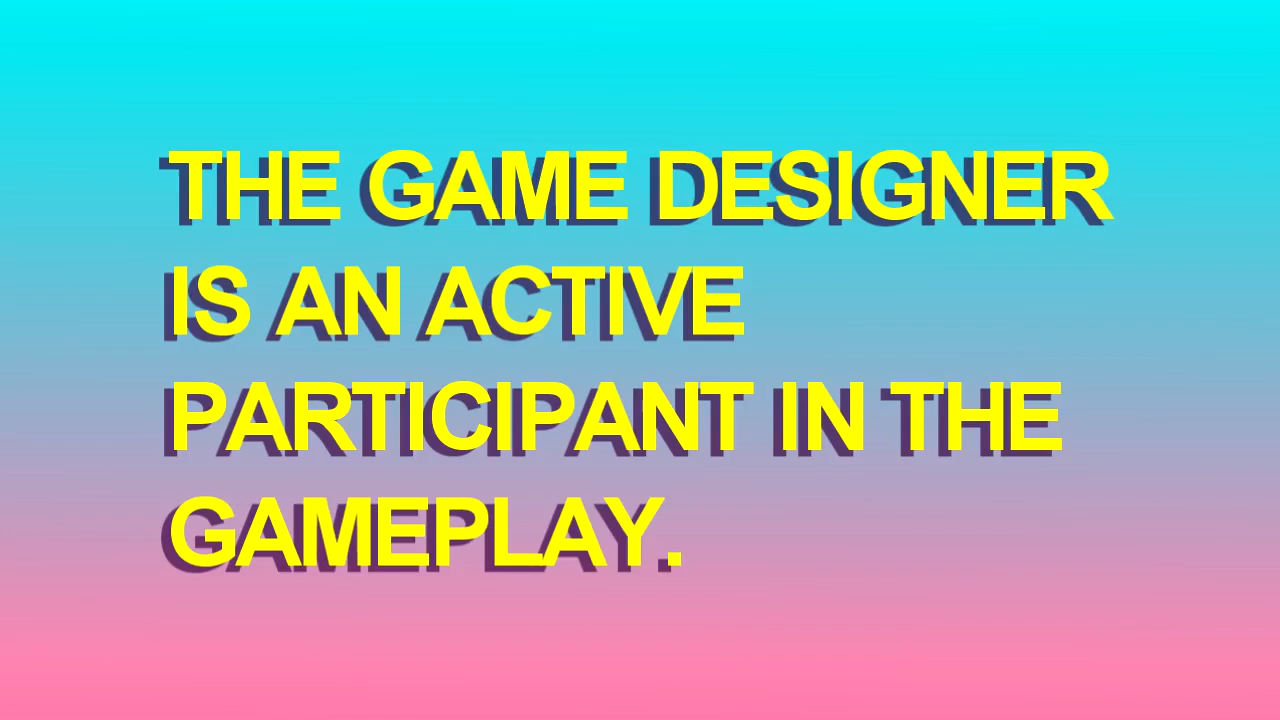 THE GAME DESIGNER
IS AN ACTIVE
PARTICIPANT IN THE
GAMEPLAY.